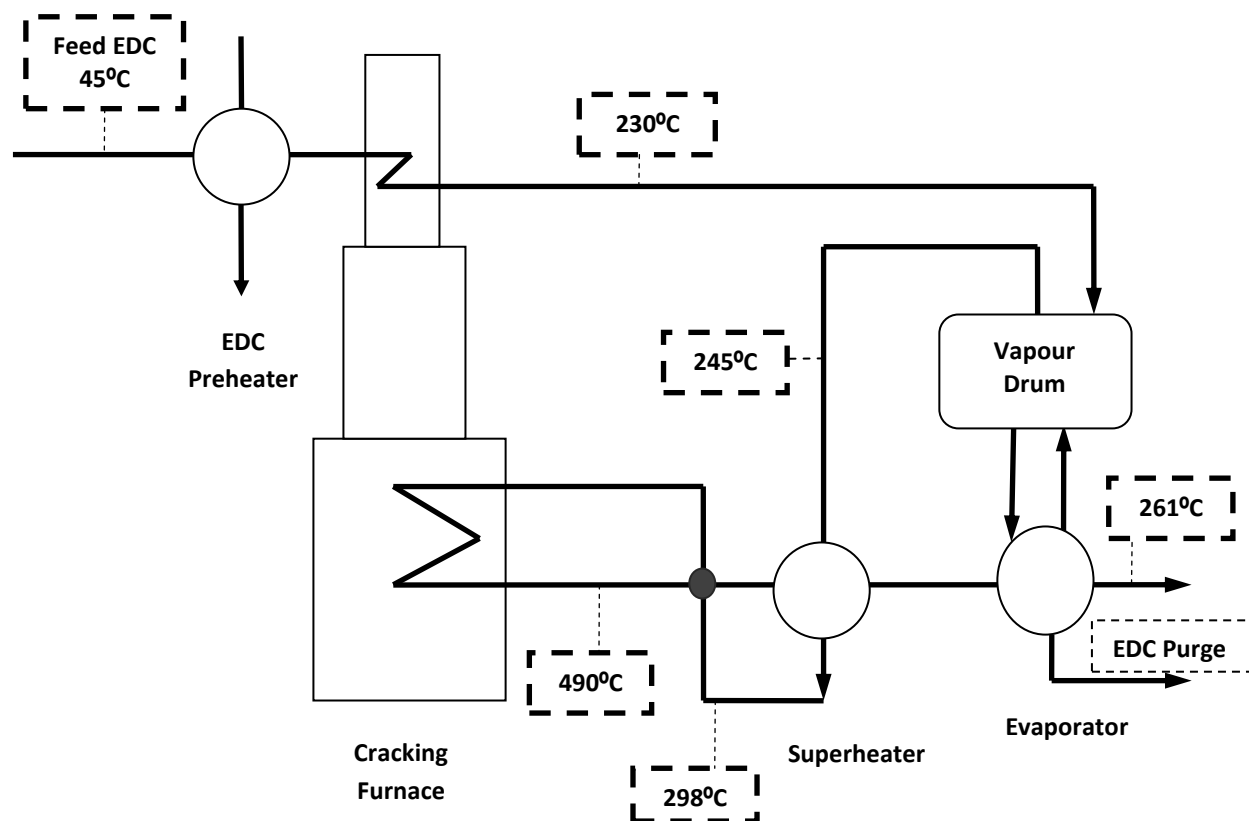 Feed EDC
45⁰C
230⁰C
EDC
Preheater
245⁰C
Vapour
Drum
261⁰C
EDC Purge
490⁰C
Evaporator
Cracking
Furnace
Superheater
298⁰C